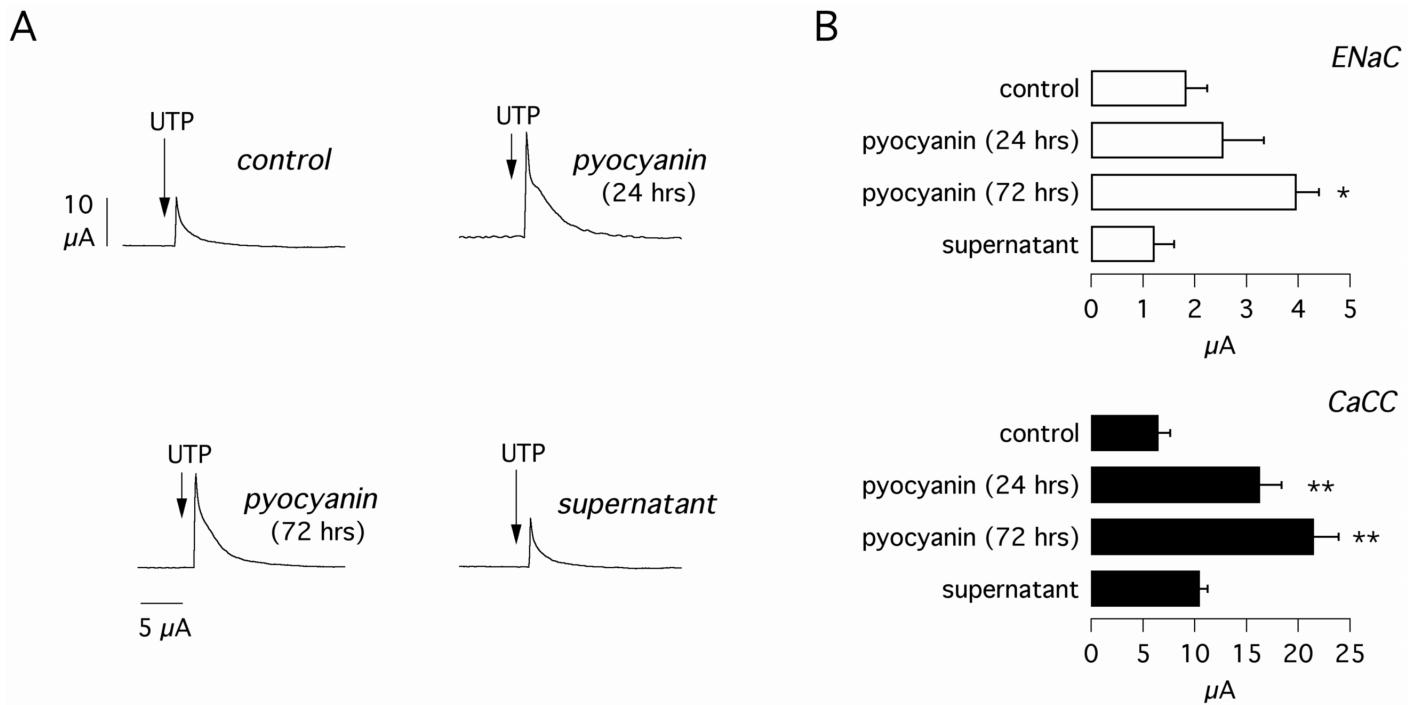 A
UTP
control
10
µA
UTP
pyocyanin
(24 hrs)
UTP
pyocyanin
(72 hrs)
5 µA
UTP
supernatant
B
ENaC
control
pyocyanin (24 hrs)
pyocyanin (72 hrs) *
supernatant
0 1 2 3 4 5
µA
CaCC
control
pyocyanin (24 hrs) **
pyocyanin (72 hrs) **
supernatant
0 5 10 15 20 25
µA